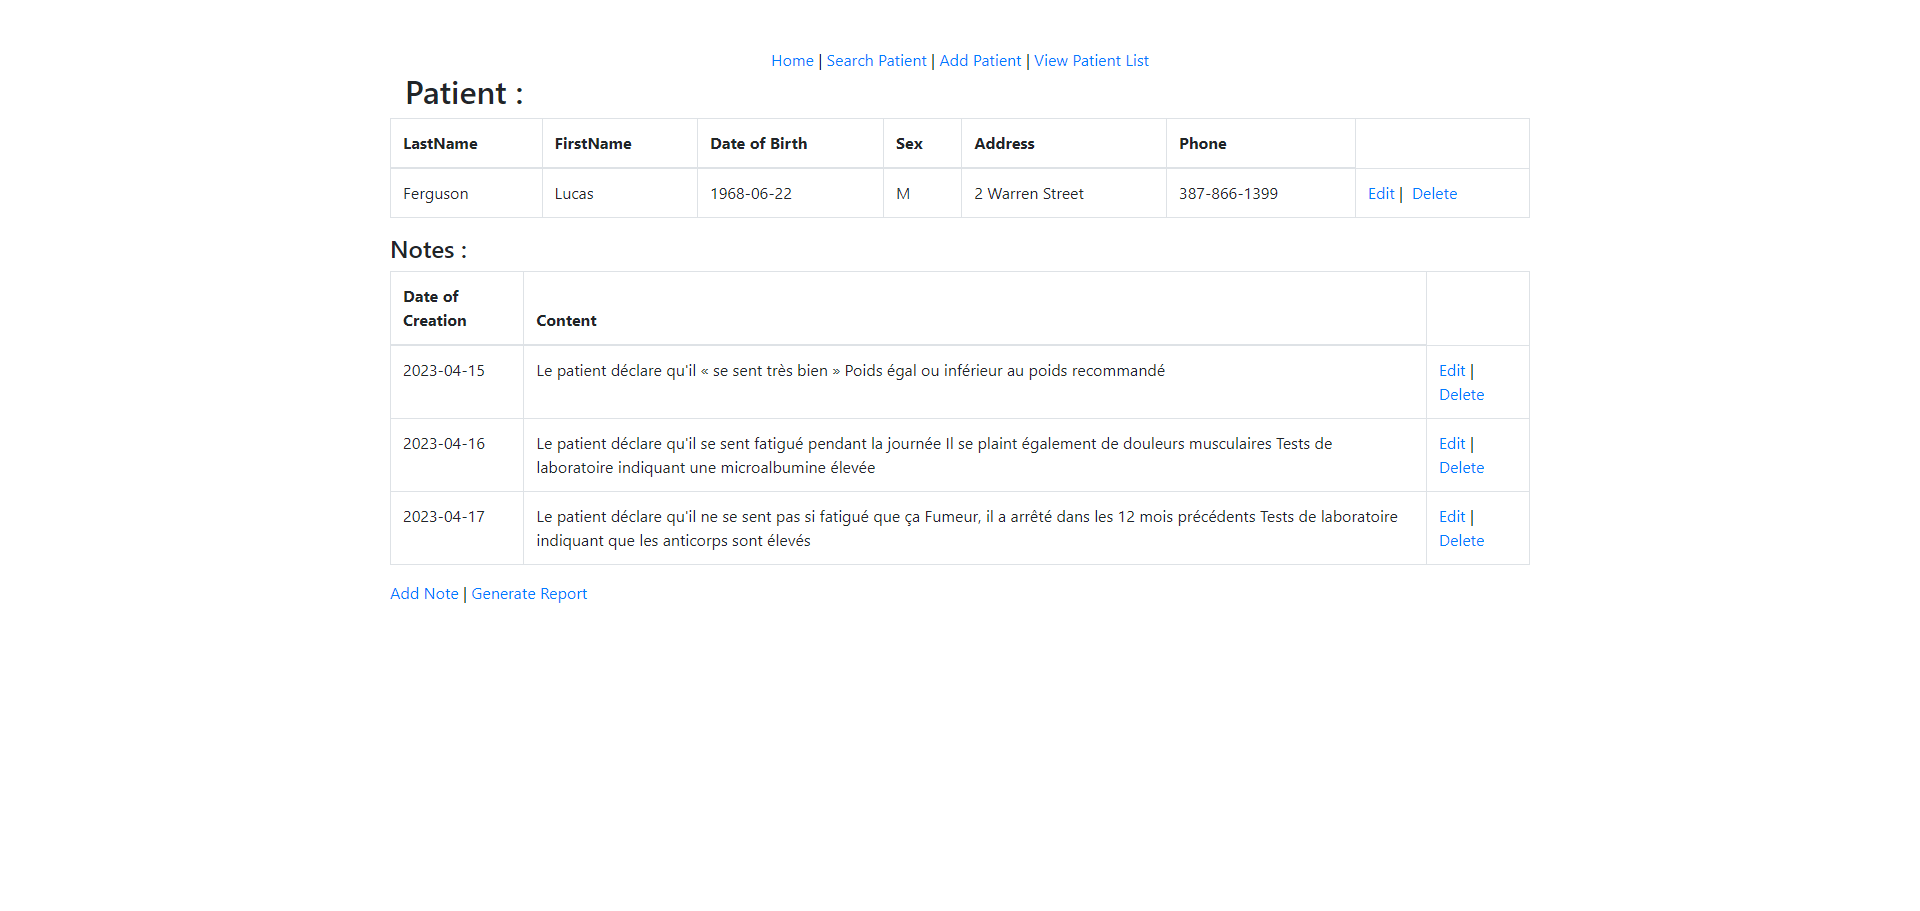 Home | Search Patient | Add Patient | View Patient List
Patient :
LastName FirstName Date of Birth Sex Address Phone
Ferguson Lucas 1968-06-22 M 2 Warren Street 387-866-1399 Edit | Delete
Notes :
Date of
Creation Content
2023-04-15 Le patient déclare qu'il « se sent très bien » Poids égal ou inférieur au poids recommandé Edit |
Delete
2023-04-16 Le patient déclare qu'il se sent fatigué pendant la journée Il se plaint également de douleurs musculaires Tests de Edit |
laboratoire indiquant une microalbumine élevée Delete
2023-04-17 Le patient déclare qu'il ne se sent pas si fatigué que ça Fumeur, il a arrêté dans les 12 mois précédents Tests de laboratoire Edit |
indiquant que les anticorps sont élevés Delete
Add Note | Generate Report